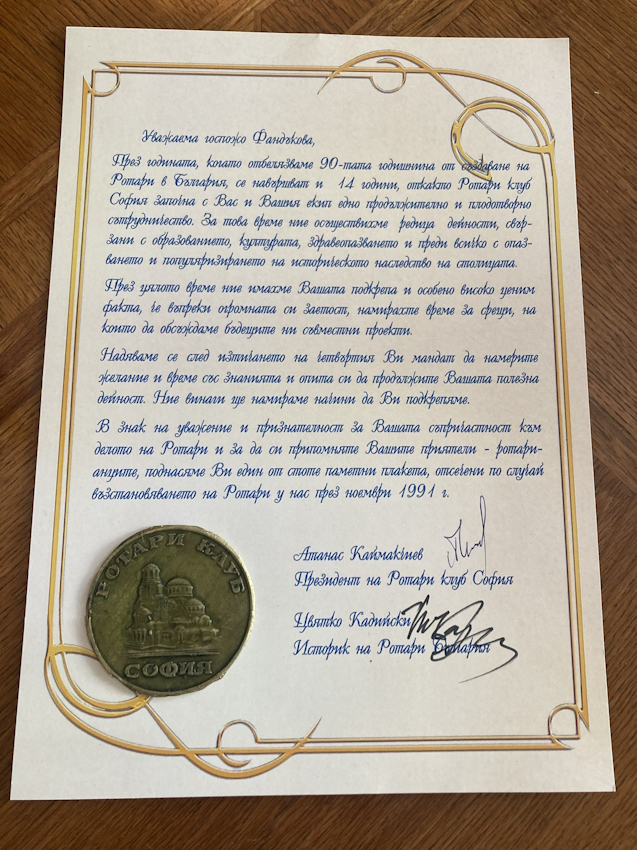 Уважаема госпожо Фандъкова,
През годината, когато отбелязваме 90-тата годишнина от създаване на
Ротари в България, се навършват и 14 години, откакто Ротари клуб
София започна с Вас и Вашия екип едно продължително и плодотворно
сътрудничество. За това време ние осъществихме редица дейности, свър-
зани с образованието, културата, здравеопазването и преди всичко с опаз-
ването и популяризирането на историческото наследство на столицата.
През цялото време ние имахме Вашата подкрепа и особено високо ценим
факта, че въпреки огромната си заетост, намирахте време за срещи, на
които да обсъждаме бъдещите ни съвместни проекти.
Надяваме се след изтичането на четвъртия Ви мандат да намерите
желание и време със знанията и опита си да продължите Вашата полезна
дейност. Ние винаги ще намираме начини да Ви подкрепяме.
В знак на уважение и признателност за Вашата съпричастност към
делото на Ротари и за да си припомняте Вашите приятели - ротари-
анците, поднасяме Ви един от стоте паметни плакета, отсечени по случай
възстановяването на Ротари у нас през ноември 1991 г.
Атанас Каймакчиев
Президент на Ротари клуб София
Цвятко Кадийски
Историк на Ротари България
РОТАРИ КЛУБ
СОФИЯ